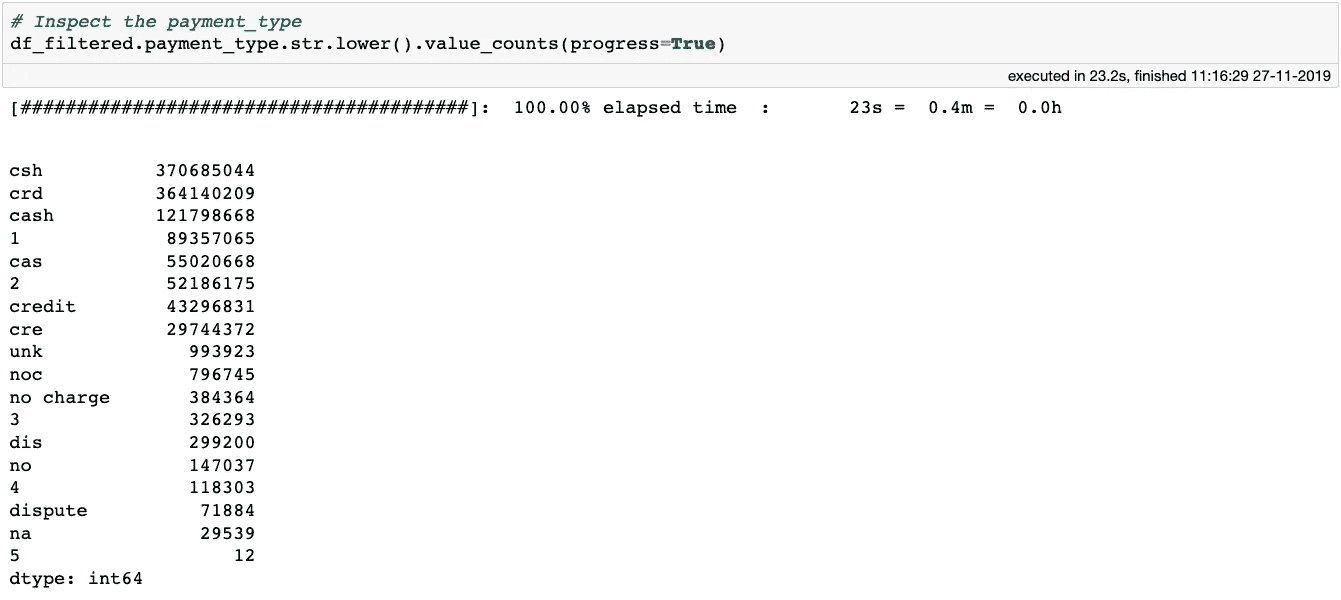 # Inspect the payment_type
df_filtered.payment_type.str.lower().value_counts(progress=True)
executed in 23.2s, finished 11:16:29 27-11-2019
[########################################]: 100.00% elapsed time : 23s = 0.4m = 0.0h
csh 370685044
crd 364140209
cash 121798668
1 89357065
cas 55020668
2 52186175
credit 43296831
cre 29744372
unk 993923
noc 796745
no charge 384364
3 326293
dis 299200
no 147037
4 118303
dispute 71884
na 29539
5 12
dtype: int64